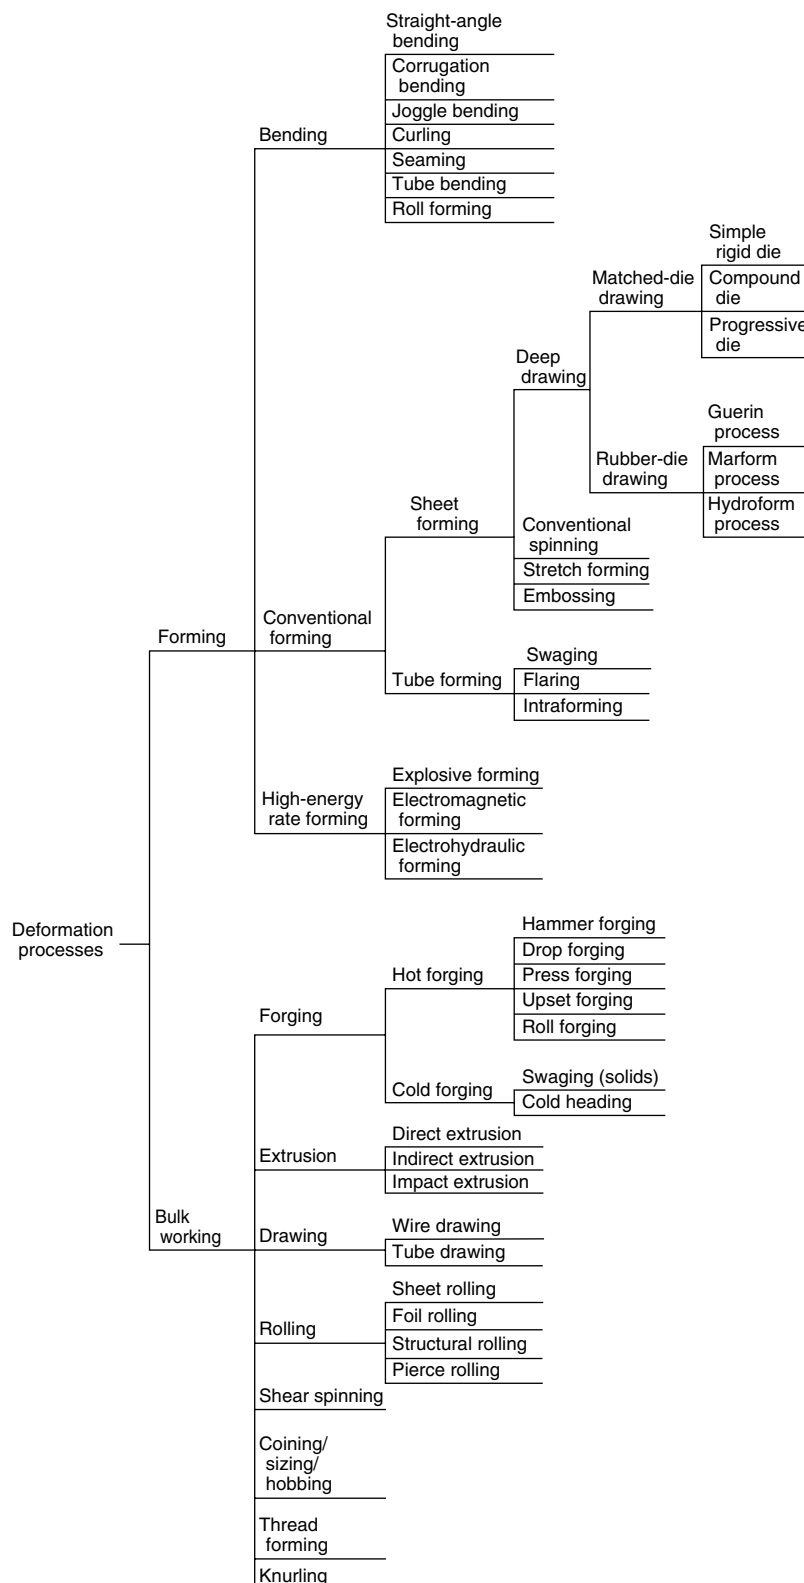 Straight-angle
bending
Corrugation
bending
Joggle bending
Bending
Curling
Seaming
Tube bending
Roll forming
Simple
rigid die
Matched-die
drawing
Compound
die
Progressive
die
Deep
drawing
Guerin
process
Rubber-die
drawing
Marform
process
Hydroform
process
Sheet
forming
Conventional
spinning
Stretch forming
Embossing
Forming
Conventional
forming
Tube forming
Swaging
Flaring
Intraforming
High-energy
rate forming
Explosive forming
Electromagnetic
forming
Electrohydraulic
forming
Deformation
processes
Forging
Hot forging
Hammer forging
Drop forging
Press forging
Upset forging
Roll forging
Cold forging
Swaging (solids)
Cold heading
Extrusion
Direct extrusion
Indirect extrusion
Impact extrusion
Bulk
working
Drawing
Wire drawing
Tube drawing
Rolling
Sheet rolling
Foil rolling
Structural rolling
Pierce rolling
Shear spinning
Coining/
sizing/
hobbing
Thread
forming
Knurling